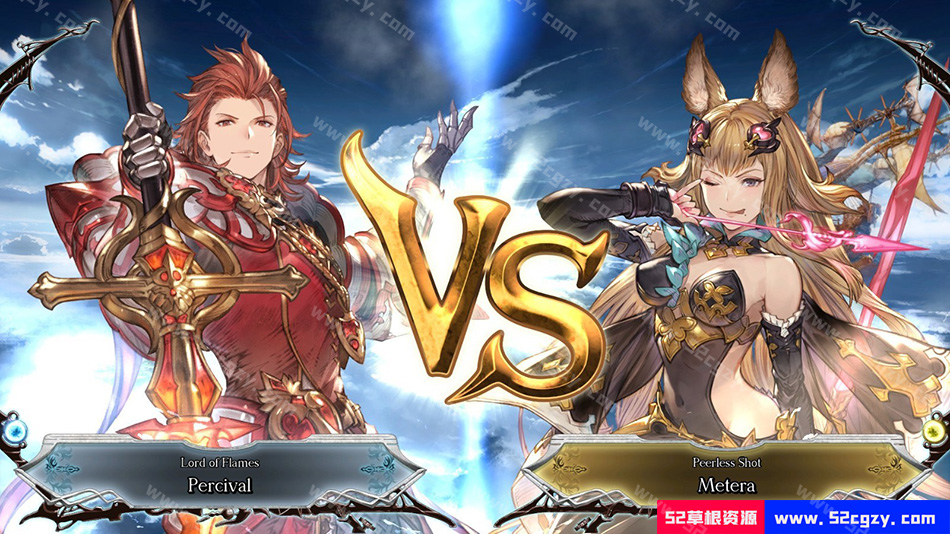 VS
Lord of Flames
Percival
Peerless Shot
Metera
52草根资源 www.52cgzy.com